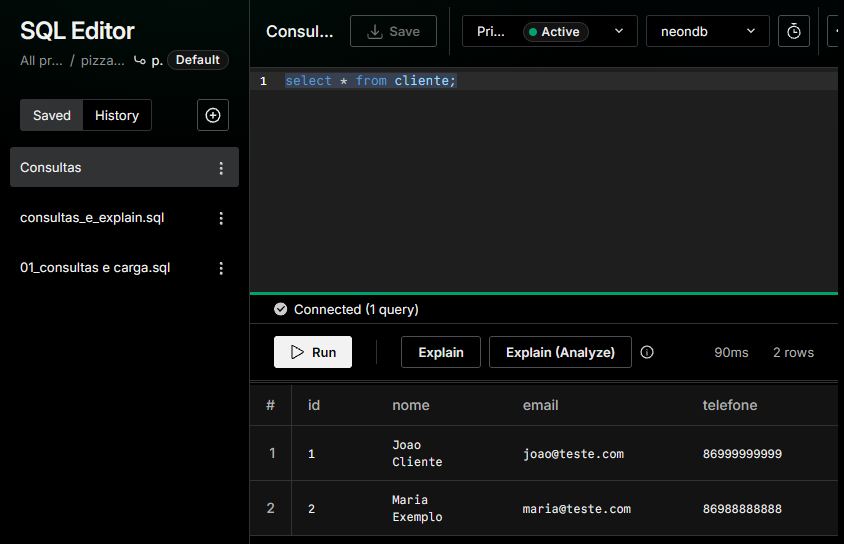 SQL Editor
All pr... / pizza... p. Default
Saved History
Consultas
consultas_e_explain.sql
01_consultas e carga.sql
Consul... Save Pri... Active neondb
1 select * from cliente;
Connected (1 query)
Run Explain Explain (Analyze) 90ms 2 rows
# id nome email telefone
1 1 Joao Cliente joao@teste.com 86999999999
2 2 Maria Exemplo maria@teste.com 86988888888